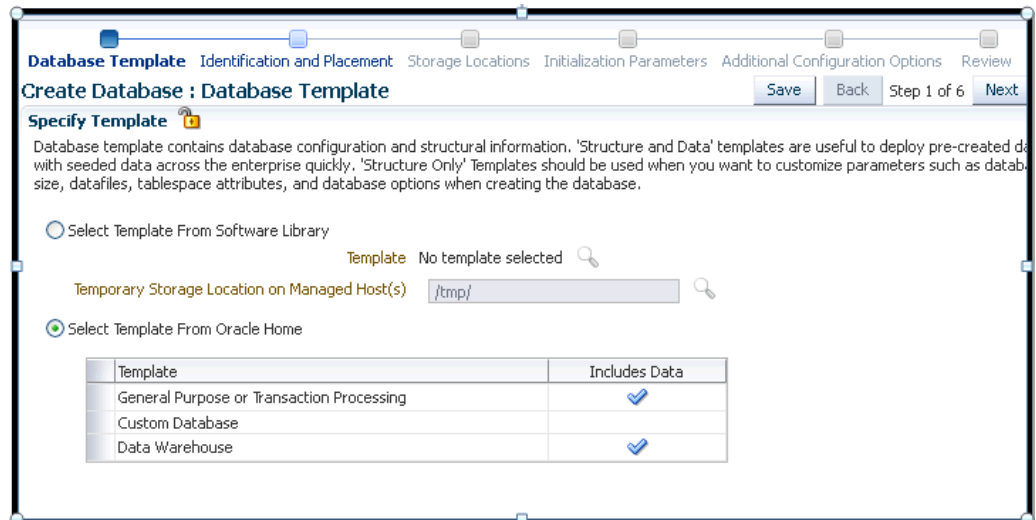 Database Template Identification and Placement Storage Locations Initialization Parameters Additional Configuration Options Review
Create Database : Database Template Save Back Step 1 of 6 Next
Specify Template
Database template contains database configuration and structural information. 'Structure and Data' templates are useful to deploy pre-created
with seeded data across the enterprise quickly. 'Structure Only' Templates should be used when you want to customize parameters such as
size, datafiles, tablespace attributes, and database options when creating the database.
Select Template From Software Library
Template No template selected
Temporary Storage Location on Managed Host(s) /tmp/
Select Template From Oracle Home
Template Includes Data
General Purpose or Transaction Processing
Custom Database
Data Warehouse